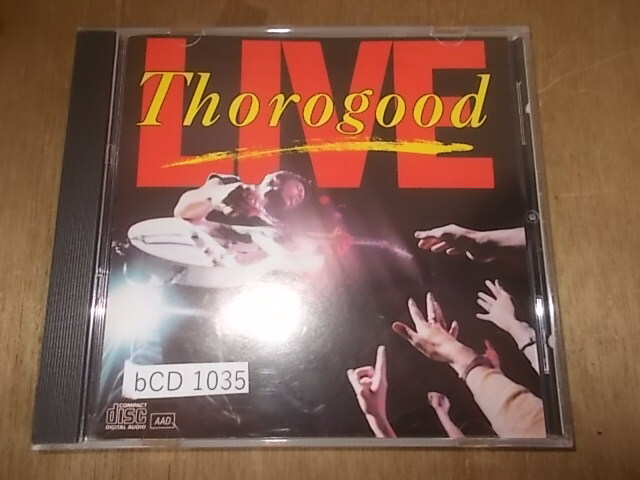 LIVE
Thorogood
bCD 1035
COMPACT
disc
DIGITAL AUDIO
AAD